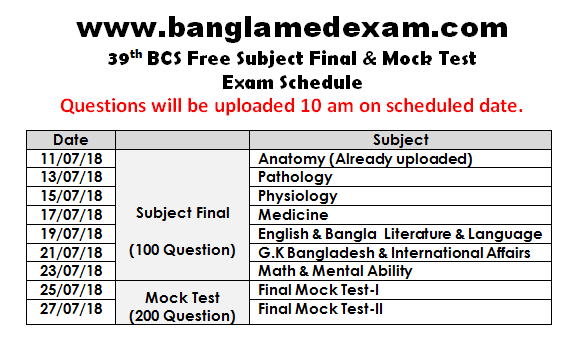 www.banglamedexam.com
39th BCS Free Subject Final & Mock Test
Exam Schedule
Questions will be uploaded 10 am on scheduled date.
Date Subject
11/07/18 Anatomy (Already uploaded)
13/07/18 Pathology
15/07/18 Physiology
Subject Final
17/07/18 Medicine
19/07/18 English & Bangla Literature & Language
(100 Question)
21/07/18 G.K Bangladesh & International Affairs
23/07/18 Math & Mental Ability
25/07/18 Final Mock Test-I
Mock Test
(200 Question)
27/07/18 Final Mock Test-II